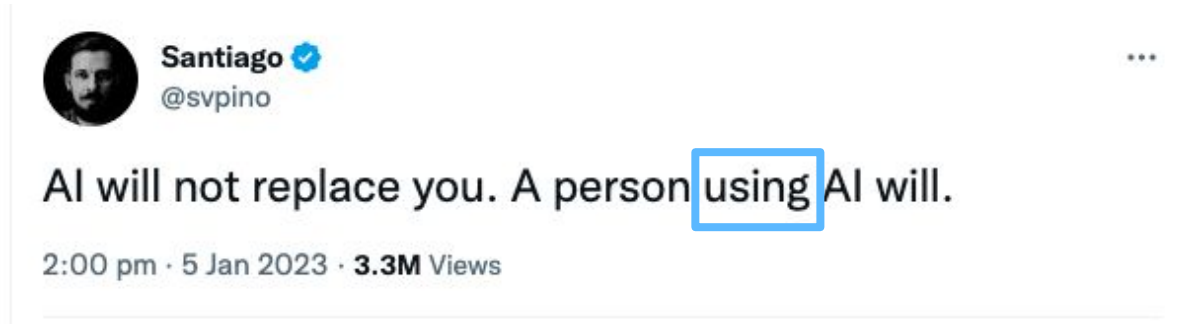 Santiago
@svpino
AI will not replace you. A person using AI will.
2:00 pm · 5 Jan 2023 · 3.3M Views